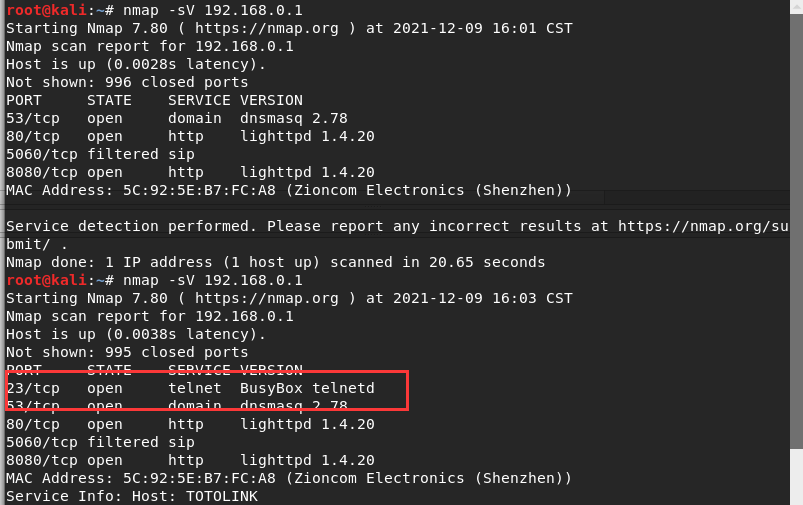 root@kali:~# nmap -sV 192.168.0.1
Starting Nmap 7.80 ( https://nmap.org ) at 2021-12-09 16:01 CST
Nmap scan report for 192.168.0.1
Host is up (0.0028s latency).
Not shown: 996 closed ports
PORT     STATE    SERVICE VERSION
53/tcp   open     domain  dnsmasq 2.78
80/tcp   open     http    lighttpd 1.4.20
5060/tcp filtered sip
8080/tcp open     http    lighttpd 1.4.20
MAC Address: 5C:92:5E:B7:FC:A8 (Zioncom Electronics (Shenzhen))
Service detection performed. Please report any incorrect results at https://nmap.org/su
bmit/ .
Nmap done: 1 IP address (1 host up) scanned in 20.65 seconds
root@kali:~# nmap -sV 192.168.0.1
Starting Nmap 7.80 ( https://nmap.org ) at 2021-12-09 16:03 CST
Nmap scan report for 192.168.0.1
Host is up (0.0038s latency).
Not shown: 995 closed ports
PORT     STATE    SERVICE VERSION
23/tcp   open     telnet  BusyBox telnetd
53/tcp   open     domain  dnsmasq 2.78
80/tcp   open     http    lighttpd 1.4.20
5060/tcp filtered sip
8080/tcp open     http    lighttpd 1.4.20
MAC Address: 5C:92:5E:B7:FC:A8 (Zioncom Electronics (Shenzhen))
Service Info: Host: TOTOLINK